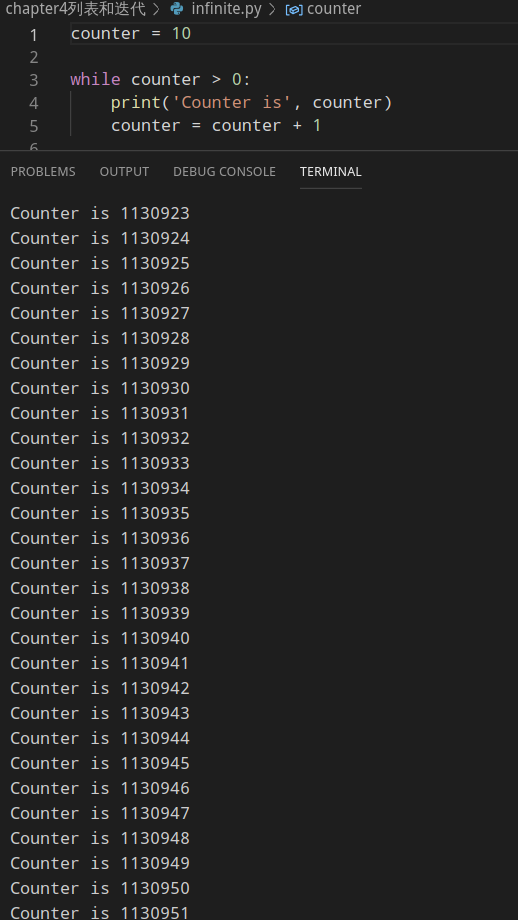 chapter4列表和迭代 > infinite.py > counter
1 counter = 10
2
3 while counter > 0:
4     print('Counter is', counter)
5     counter = counter + 1
6
PROBLEMS OUTPUT DEBUG CONSOLE TERMINAL
Counter is 1130923
Counter is 1130924
Counter is 1130925
Counter is 1130926
Counter is 1130927
Counter is 1130928
Counter is 1130929
Counter is 1130930
Counter is 1130931
Counter is 1130932
Counter is 1130933
Counter is 1130934
Counter is 1130935
Counter is 1130936
Counter is 1130937
Counter is 1130938
Counter is 1130939
Counter is 1130940
Counter is 1130941
Counter is 1130942
Counter is 1130943
Counter is 1130944
Counter is 1130945
Counter is 1130946
Counter is 1130947
Counter is 1130948
Counter is 1130949
Counter is 1130950
Counter is 1130951